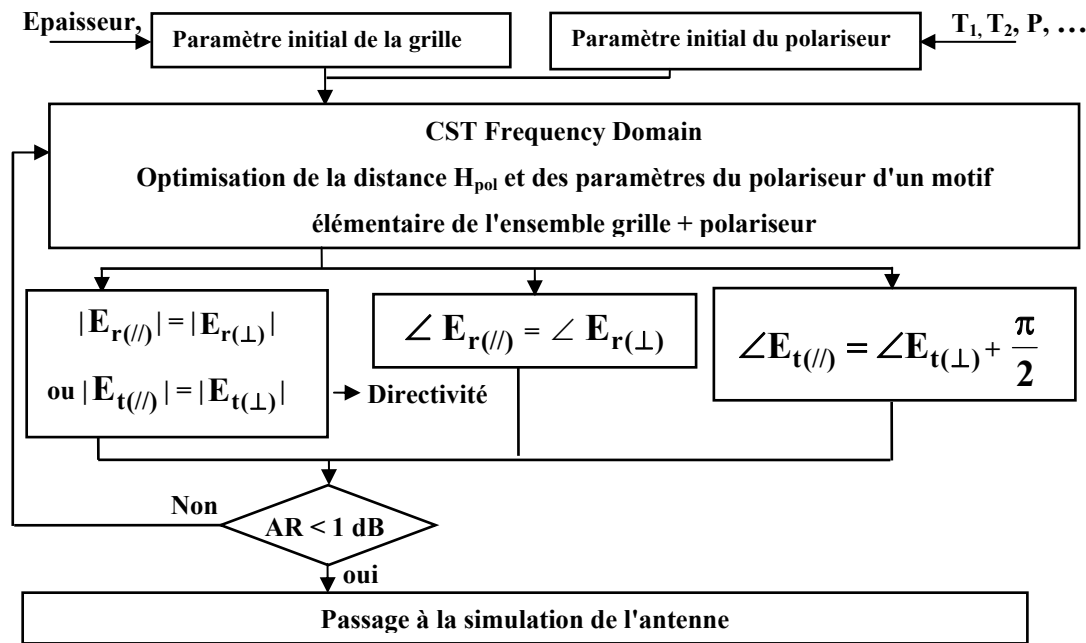 Epaisseur,
Paramètre initial de la grille
Paramètre initial du polariseur
T1, T2, P, …
CST Frequency Domain
Optimisation de la distance Hpol et des paramètres du polariseur d'un motif
élémentaire de l'ensemble grille + polariseur
|Er(//)| = |Er(⊥)|
ou |Et(//)| = |Et(⊥)|
Directivité
∠ Er(//) = ∠ Er(⊥)
∠Et(//) = ∠Et(⊥) + π/2
Non
AR < 1 dB
oui
Passage à la simulation de l'antenne